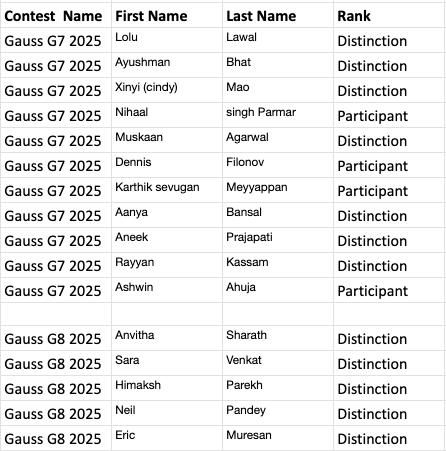 Contest Name First Name Last Name Rank
Gauss G7 2025 Lolu Lawal Distinction
Gauss G7 2025 Ayushman Bhat Distinction
Gauss G7 2025 Xinyi (cindy) Mao Distinction
Gauss G7 2025 Nihaal singh Parmar Participant
Gauss G7 2025 Muskaan Agarwal Distinction
Gauss G7 2025 Dennis Filonov Participant
Gauss G7 2025 Karthik sevugan Meyyappan Participant
Gauss G7 2025 Aanya Bansal Distinction
Gauss G7 2025 Aneek Prajapati Distinction
Gauss G7 2025 Rayyan Kassam Distinction
Gauss G7 2025 Ashwin Ahuja Participant
Gauss G8 2025 Anvitha Sharath Distinction
Gauss G8 2025 Sara Venkat Distinction
Gauss G8 2025 Himaksh Parekh Distinction
Gauss G8 2025 Neil Pandey Distinction
Gauss G8 2025 Eric Muresan Distinction